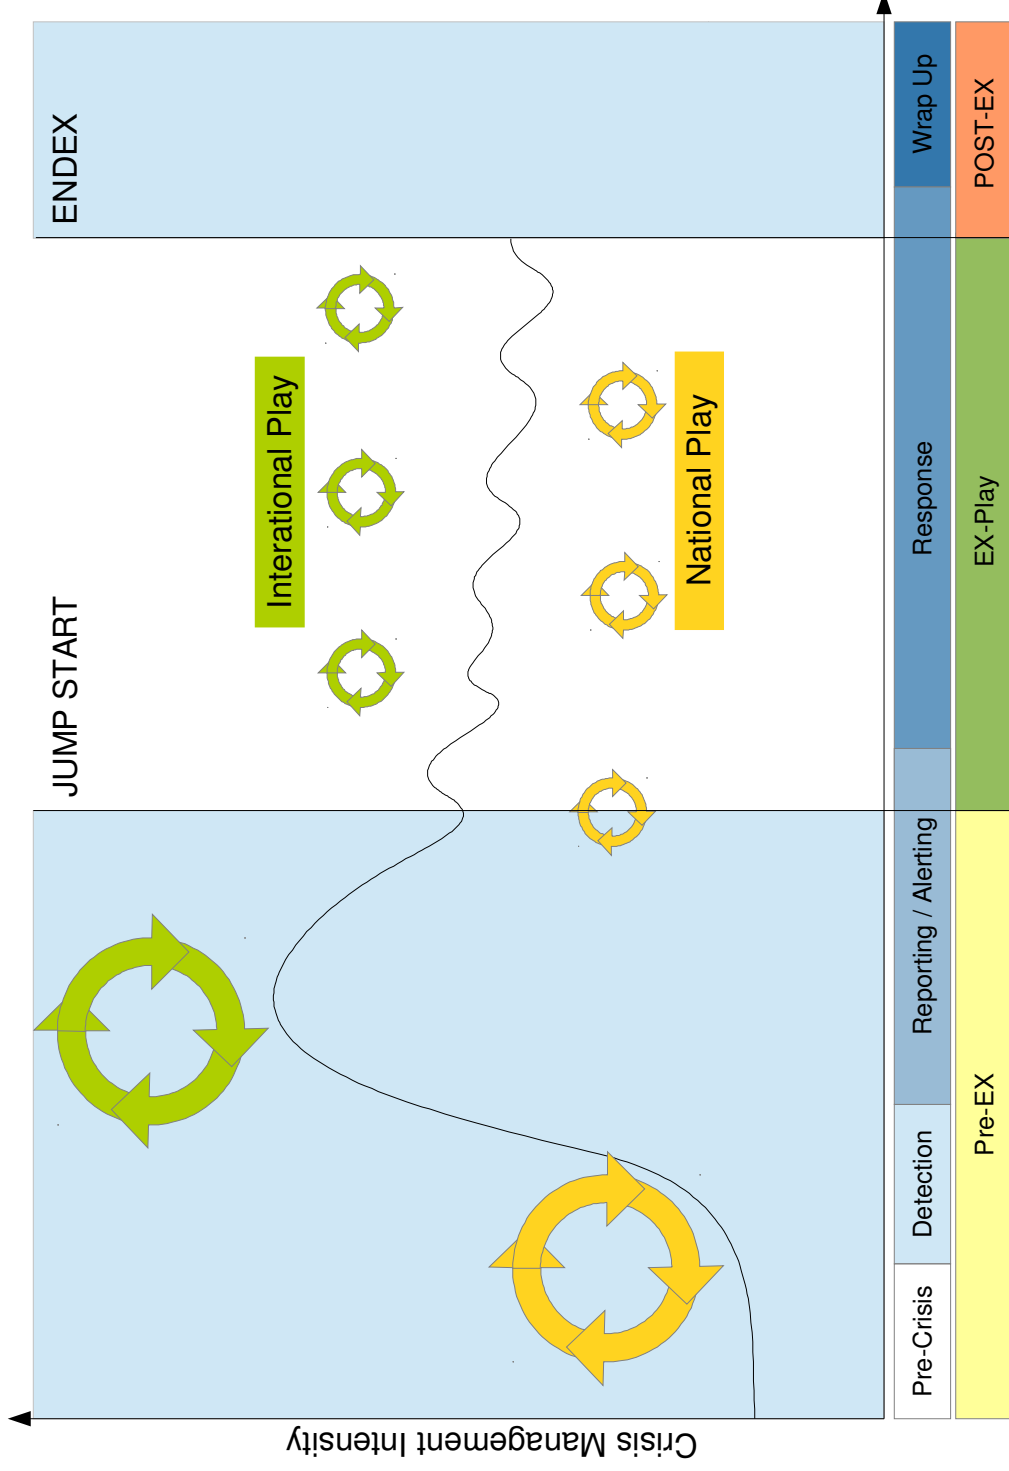 JUMP START
ENDEX
Interational Play
National Play
Crisis Management Intensity
Pre-Crisis
Detection
Reporting / Alerting
Response
Wrap Up
Pre-EX
EX-Play
POST-EX